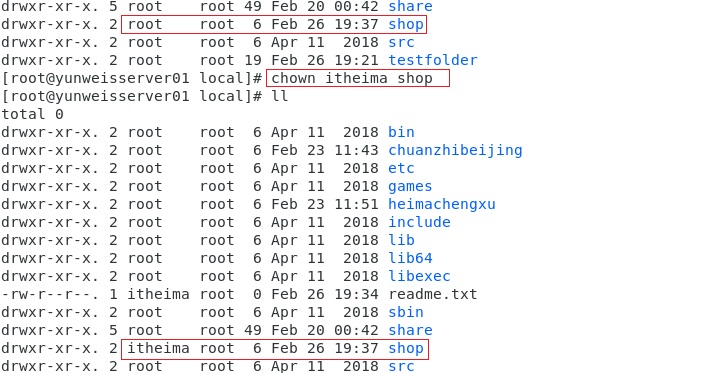 drwxr-xr-x. 5 root    root 49 Feb 20 00:42 share
drwxr-xr-x. 2 root    root  6 Feb 26 19:37 shop
drwxr-xr-x. 2 root    root  6 Apr 11  2018 src
drwxr-xr-x. 2 root    root 19 Feb 26 19:21 testfolder
[root@yunweisserver01 local]# chown itheima shop
[root@yunweisserver01 local]# ll
total 0
drwxr-xr-x. 2 root    root  6 Apr 11  2018 bin
drwxr-xr-x. 2 root    root  6 Feb 23 11:43 chuanzhibeijing
drwxr-xr-x. 2 root    root  6 Apr 11  2018 etc
drwxr-xr-x. 2 root    root  6 Apr 11  2018 games
drwxr-xr-x. 2 root    root  6 Feb 23 11:51 heimachengxu
drwxr-xr-x. 2 root    root  6 Apr 11  2018 include
drwxr-xr-x. 2 root    root  6 Apr 11  2018 lib
drwxr-xr-x. 2 root    root  6 Apr 11  2018 lib64
drwxr-xr-x. 2 root    root  6 Apr 11  2018 libexec
-rw-r--r--. 1 itheima root  0 Feb 26 19:34 readme.txt
drwxr-xr-x. 2 root    root  6 Apr 11  2018 sbin
drwxr-xr-x. 5 root    root 49 Feb 20 00:42 share
drwxr-xr-x. 2 itheima root  6 Feb 26 19:37 shop
drwxr-xr-x. 2 root    root  6 Apr 11  2018 src